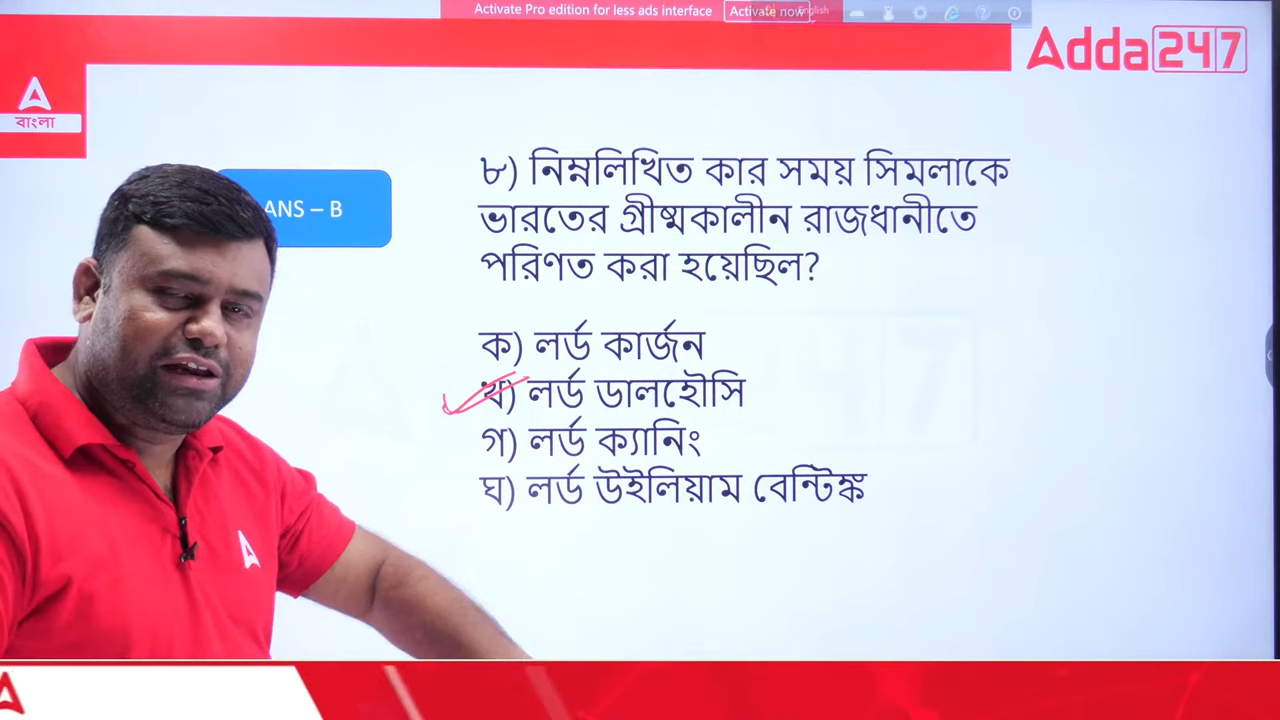 Activate Pro edition for less ads interface
Activate now
English
Adda247
বাংলা
ANS – B
৮) নিম্নলিখিত কার সময় সিমলাকে
ভারতের গ্রীষ্মকালীন রাজধানীতে
পরিণত করা হয়েছিল?
ক) লর্ড কার্জন
খ) লর্ড ডালহৌসি
গ) লর্ড ক্যানিং
ঘ) লর্ড উইলিয়াম বেন্টিঙ্ক